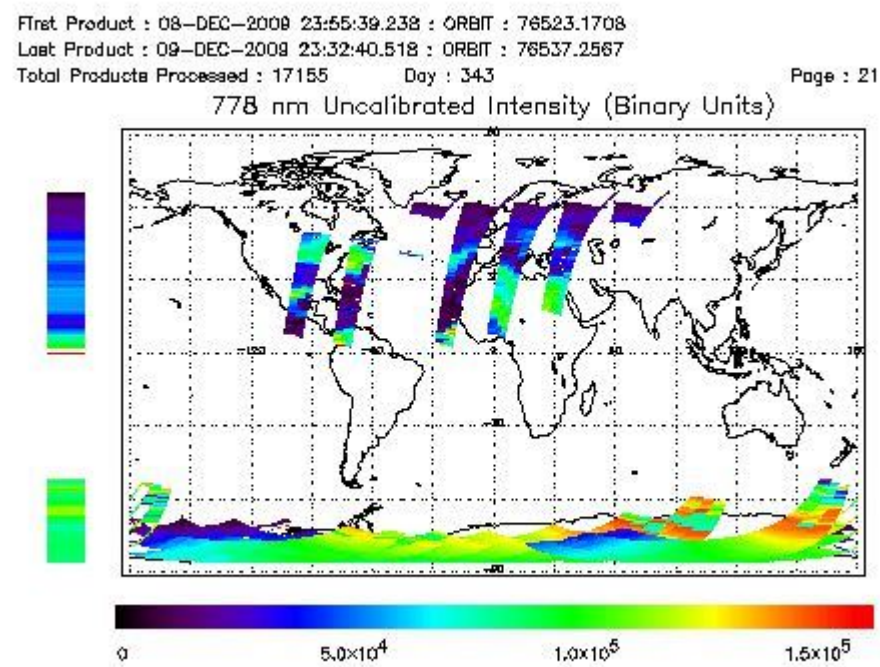 First Product : 08-DEC-2009 23:55:39.238 : ORBIT : 76523.1708
Last Product : 09-DEC-2009 23:32:40.518 : ORBIT : 76537.2567
Total Products Processed : 17155 Day : 343 Page : 21
778 nm Uncalibrated Intensity (Binary Units)
0 5.0×10⁴ 1.0×10⁵ 1.5×10⁵